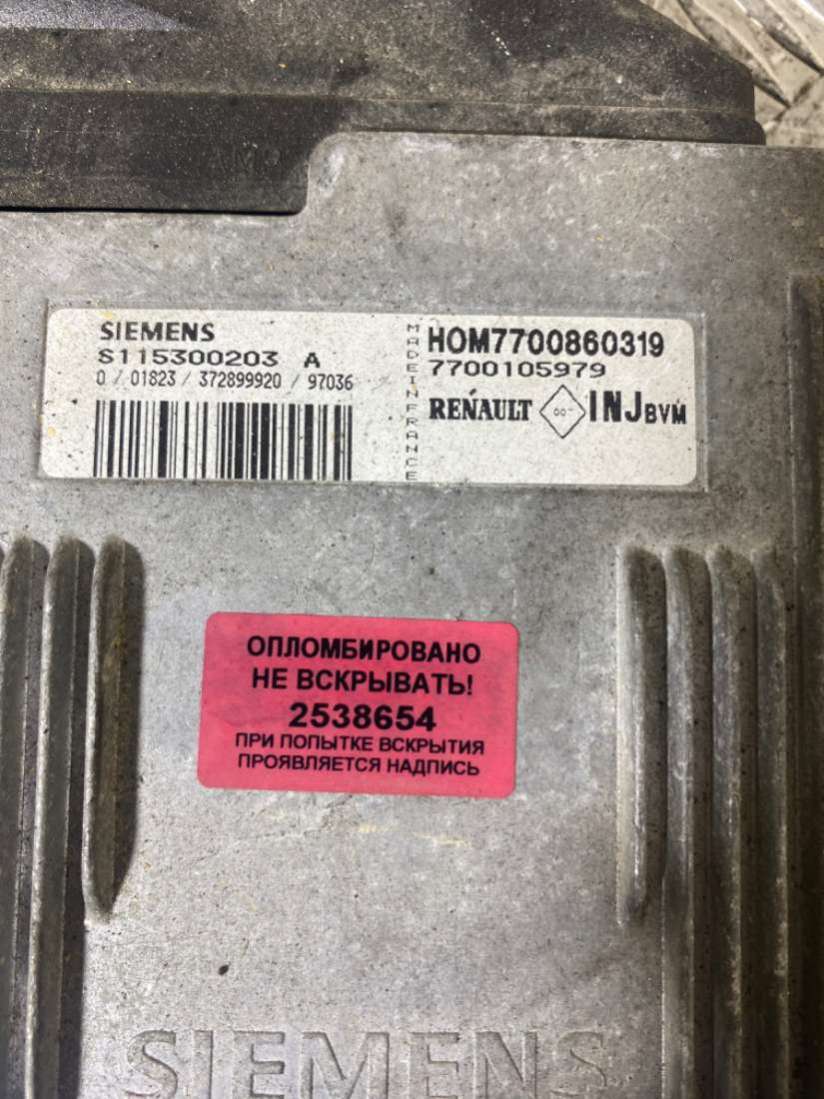 AMP
SIEMENS
S115300203 A
0 / 01823 / 372899920 / 97036
MADE IN FRANCE
HOM7700860319
7700105979
RENAULT INJ BVM
ОПЛОМБИРОВАНО
НЕ ВСКРЫВАТЬ!
2538654
ПРИ ПОПЫТКЕ ВСКРЫТИЯ
ПРОЯВЛЯЕТСЯ НАДПИСЬ
SIEMENS